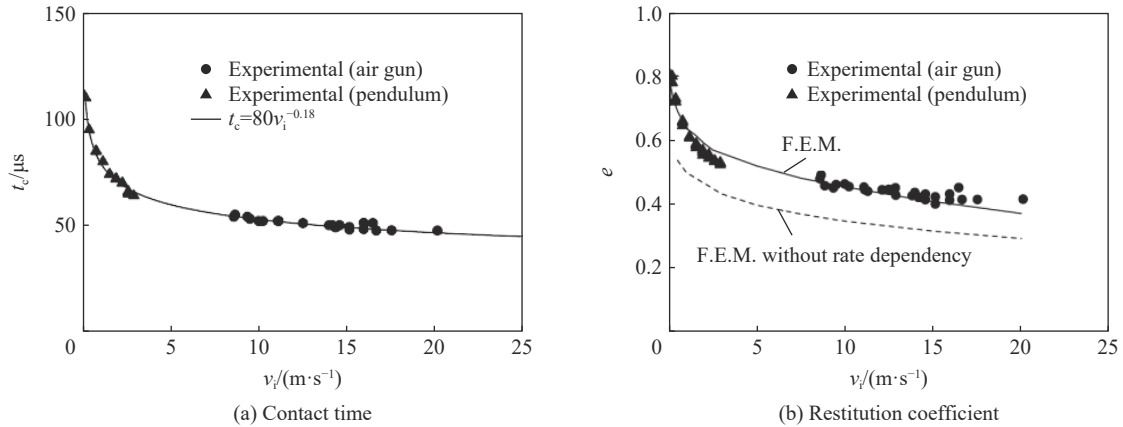 150
100
50
0
5
10
15
20
25
t_c/μs
v_i/(m·s⁻¹)
Experimental (air gun)
Experimental (pendulum)
t_c=80v_i^−0.18
(a) Contact time
1.0
0.8
0.6
0.4
0.2
0
5
10
15
20
25
e
v_i/(m·s⁻¹)
Experimental (air gun)
Experimental (pendulum)
F.E.M.
F.E.M. without rate dependency
(b) Restitution coefficient